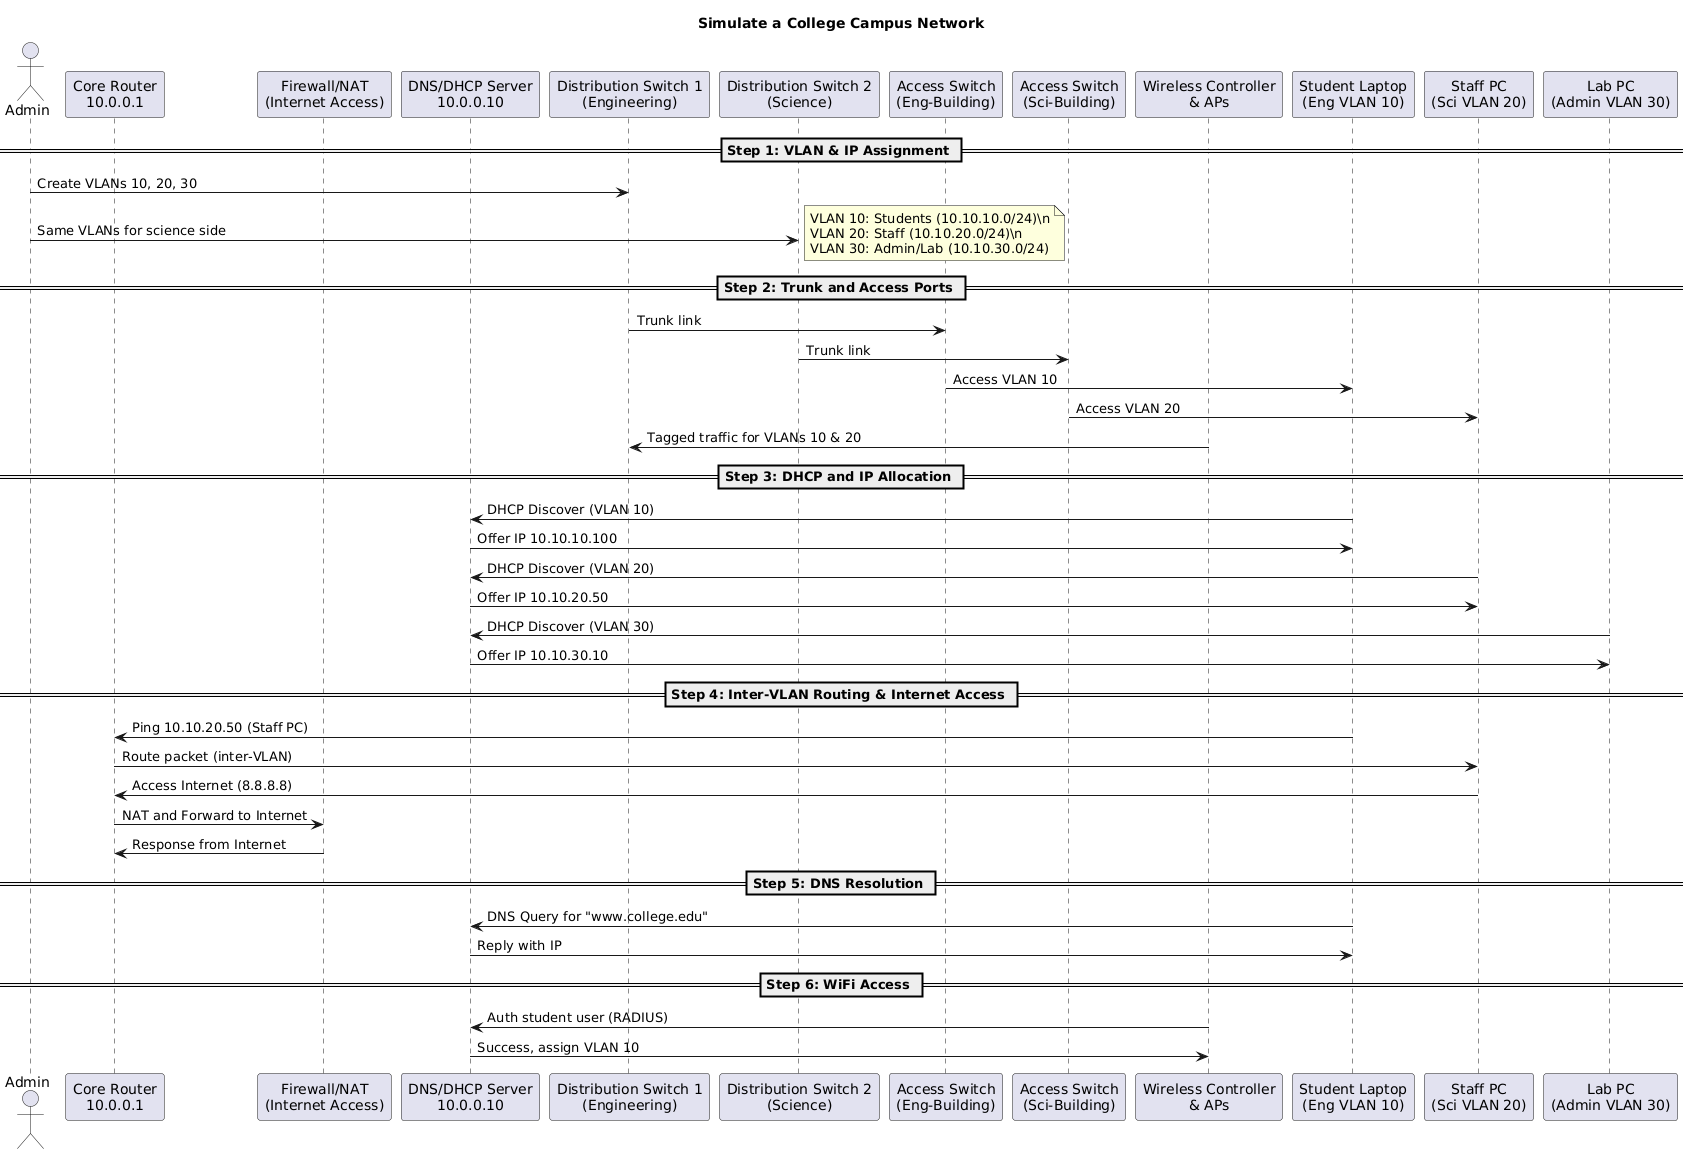 Simulate a College Campus Network
Admin
Core Router
10.0.0.1
Firewall/NAT
(Internet Access)
DNS/DHCP Server
10.0.0.10
Distribution Switch 1
(Engineering)
Distribution Switch 2
(Science)
Access Switch
(Eng-Building)
Access Switch
(Sci-Building)
Wireless Controller
& APs
Student Laptop
(Eng VLAN 10)
Staff PC
(Sci VLAN 20)
Lab PC
(Admin VLAN 30)
Step 1: VLAN & IP Assignment
Create VLANs 10, 20, 30
Same VLANs for science side
VLAN 10: Students (10.10.10.0/24)\n
VLAN 20: Staff (10.10.20.0/24)\n
VLAN 30: Admin/Lab (10.10.30.0/24)
Step 2: Trunk and Access Ports
Trunk link
Trunk link
Access VLAN 10
Access VLAN 20
Tagged traffic for VLANs 10 & 20
Step 3: DHCP and IP Allocation
DHCP Discover (VLAN 10)
Offer IP 10.10.10.100
DHCP Discover (VLAN 20)
Offer IP 10.10.20.50
DHCP Discover (VLAN 30)
Offer IP 10.10.30.10
Step 4: Inter-VLAN Routing & Internet Access
Ping 10.10.20.50 (Staff PC)
Route packet (inter-VLAN)
Access Internet (8.8.8.8)
NAT and Forward to Internet
Response from Internet
Step 5: DNS Resolution
DNS Query for "www.college.edu"
Reply with IP
Step 6: WiFi Access
Auth student user (RADIUS)
Success, assign VLAN 10
Admin
Core Router
10.0.0.1
Firewall/NAT
(Internet Access)
DNS/DHCP Server
10.0.0.10
Distribution Switch 1
(Engineering)
Distribution Switch 2
(Science)
Access Switch
(Eng-Building)
Access Switch
(Sci-Building)
Wireless Controller
& APs
Student Laptop
(Eng VLAN 10)
Staff PC
(Sci VLAN 20)
Lab PC
(Admin VLAN 30)